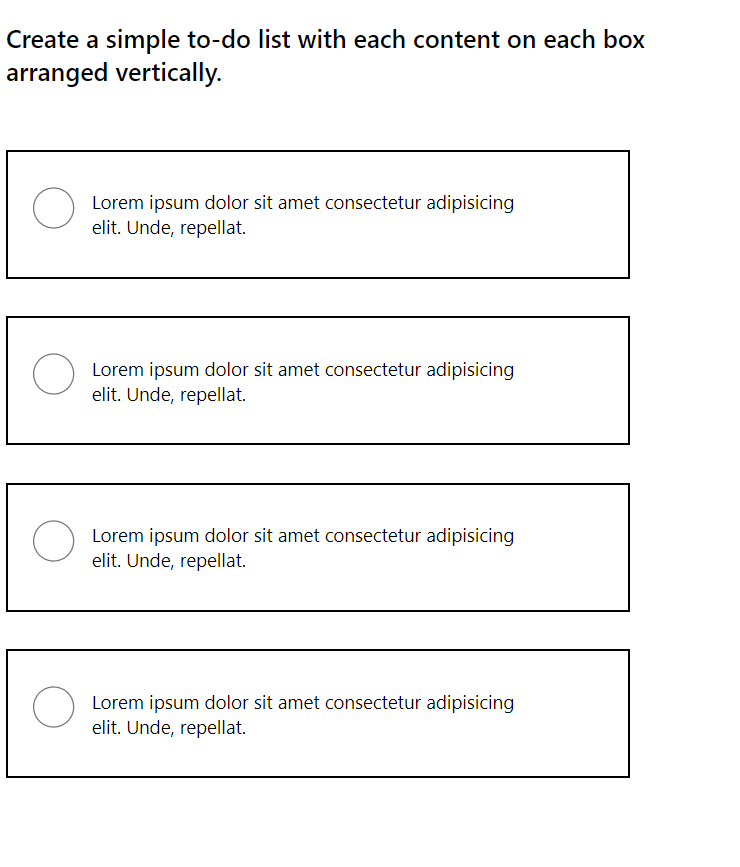 Create a simple to-do list with each content on each box
arranged vertically.
Lorem ipsum dolor sit amet consectetur adipisicing
elit. Unde, repellat.
Lorem ipsum dolor sit amet consectetur adipisicing
elit. Unde, repellat.
Lorem ipsum dolor sit amet consectetur adipisicing
elit. Unde, repellat.
Lorem ipsum dolor sit amet consectetur adipisicing
elit. Unde, repellat.